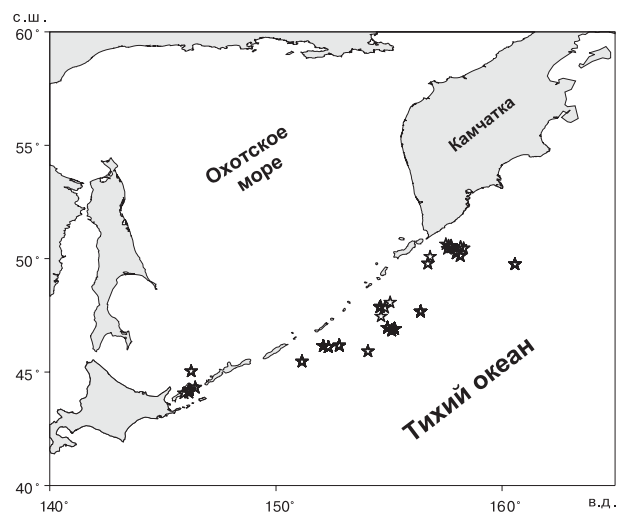 с.ш.
60°
55°
50°
45°
40°
Охотское
море
Камчатка
Тихий океан
140°
150°
160°
в.д.